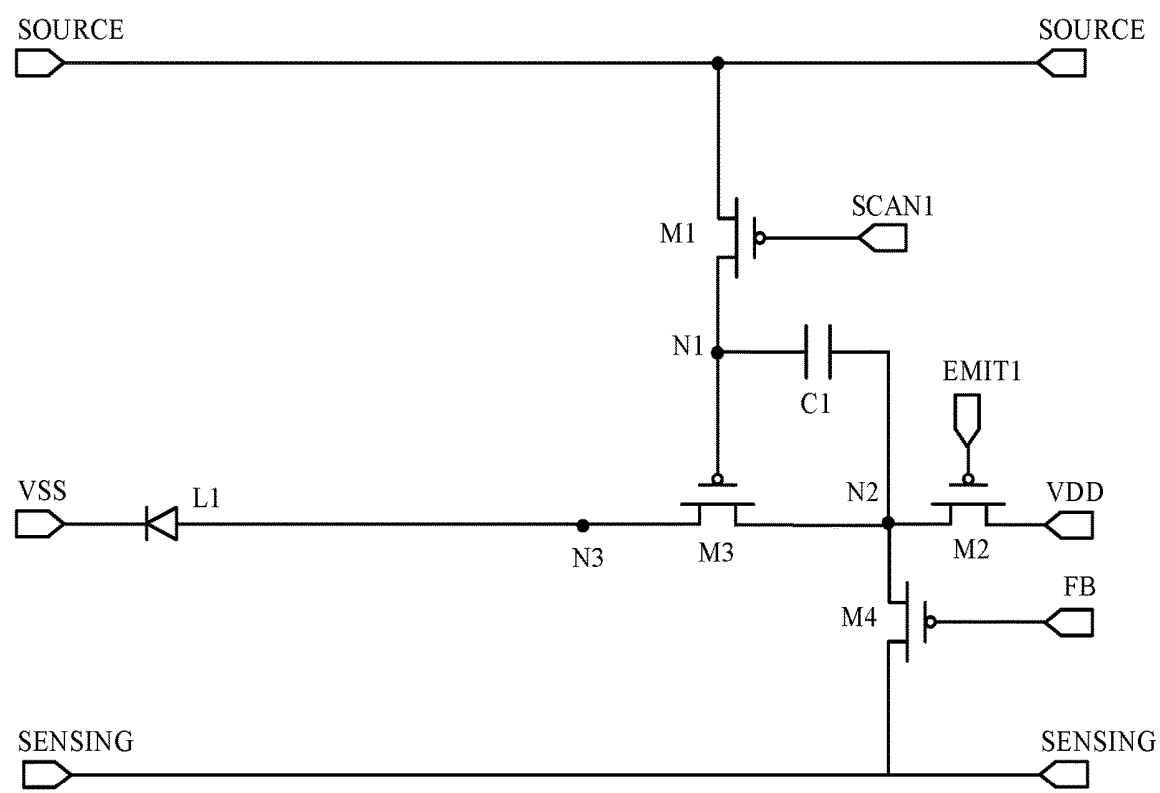 SOURCE
SOURCE
SCAN1
M1
N1
C1
EMIT1
VSS
L1
N2
VDD
N3
M3
M2
FB
M4
SENSING
SENSING